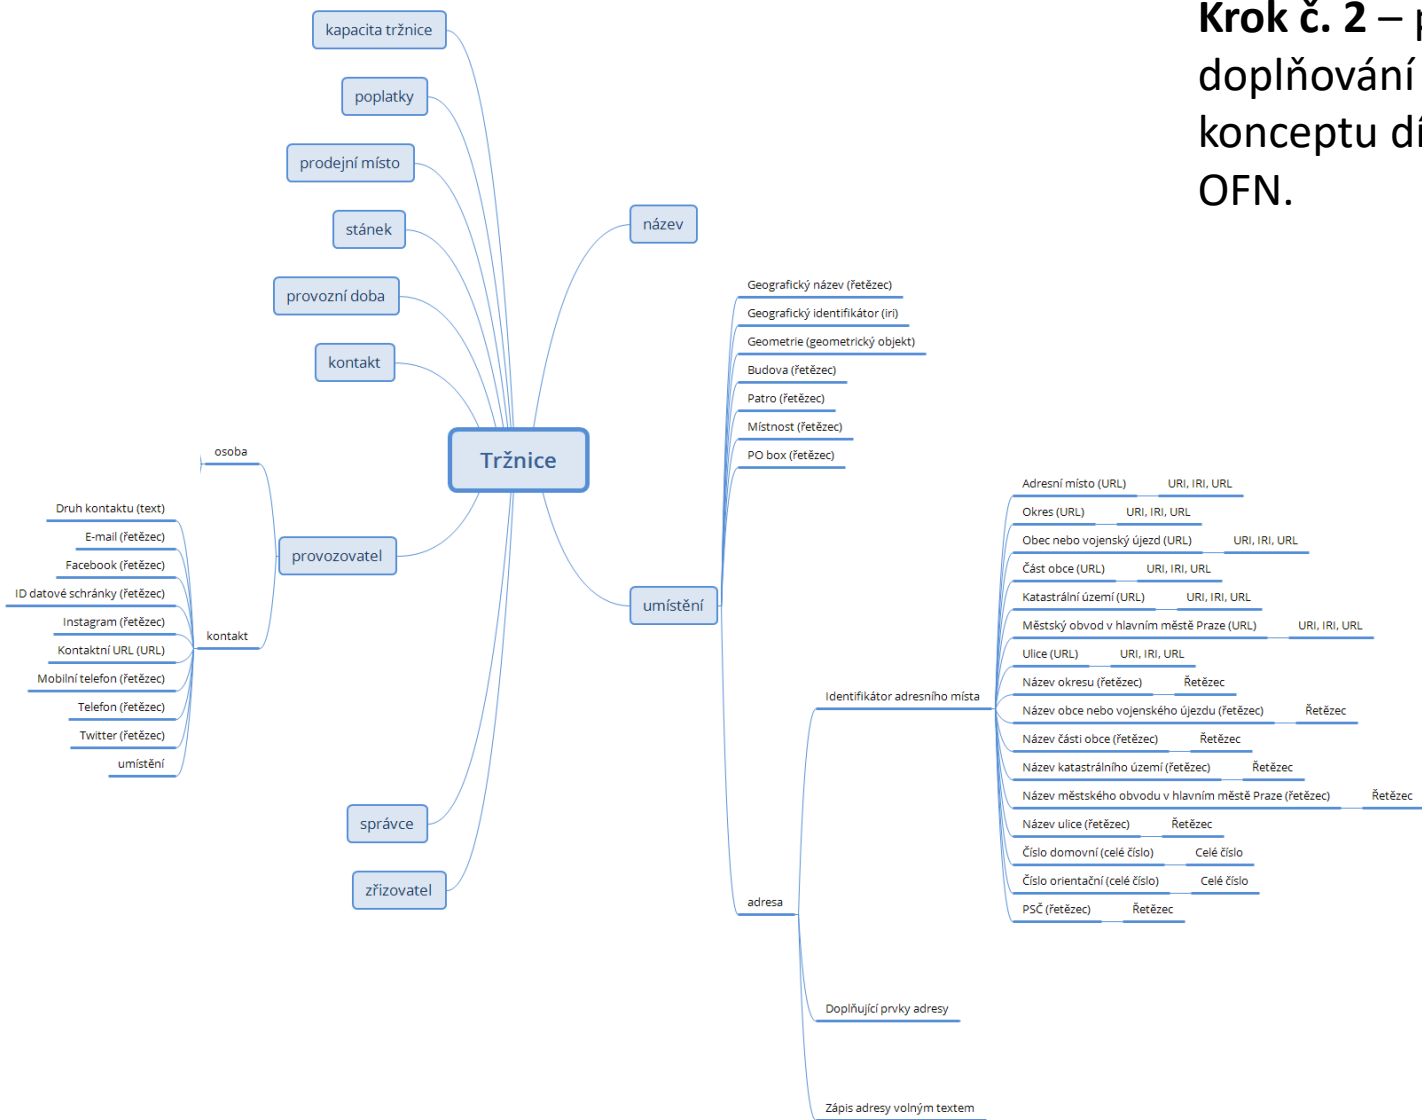 Krok č. 2 –
doplňování
konceptu
OFN.
kapacita tržnice
poplatky
prodejní místo
stánek
provozní doba
kontakt
Tržnice
název
umístění
Geografický název (řetězec)
Geografický identifikátor (iri)
Geometrie (geometrický objekt)
Budova (řetězec)
Patro (řetězec)
Místnost (řetězec)
PO box (řetězec)
adresa
Identifikátor adresního místa
Adresní místo (URL) URI, IRI, URL
Okres (URL) URI, IRI, URL
Obec nebo vojenský újezd (URL) URI, IRI, URL
Část obce (URL) URI, IRI, URL
Katastrální území (URL) URI, IRI, URL
Městský obvod v hlavním městě Praze (URL) URI, IRI, URL
Ulice (URL) URI, IRI, URL
Název okresu (řetězec) Řetězec
Název obce nebo vojenského újezdu (řetězec) Řetězec
Název části obce (řetězec) Řetězec
Název katastrálního území (řetězec) Řetězec
Název městského obvodu v hlavním městě Praze (řetězec) Řetězec
Název ulice (řetězec) Řetězec
Číslo domovní (celé číslo) Celé číslo
Číslo orientační (celé číslo) Celé číslo
PSČ (řetězec) Řetězec
Doplňující prvky adresy
Zápis adresy volným textem
provozovatel
osoba
kontakt
Druh kontaktu (text)
E-mail (řetězec)
Facebook (řetězec)
ID datové schránky (řetězec)
Instagram (řetězec)
Kontaktní URL (URL)
Mobilní telefon (řetězec)
Telefon (řetězec)
Twitter (řetězec)
umístění
správce
zřizovatel